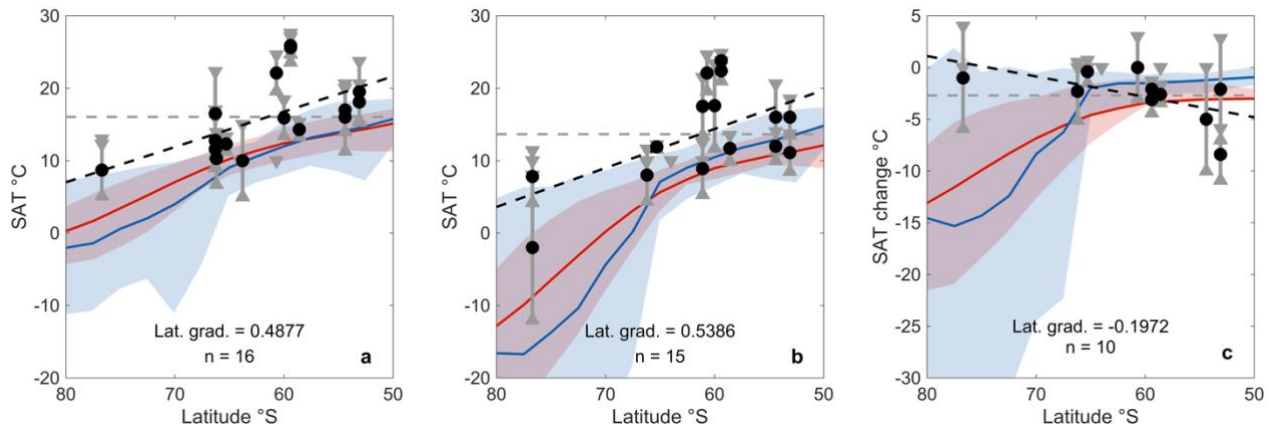 30
20
10
0
-10
-20
SAT °C
Lat. grad. = 0.4877
n = 16
a
80
70
60
50
Latitude °S
30
20
10
0
-10
-20
SAT °C
Lat. grad. = 0.5386
n = 15
b
80
70
60
50
Latitude °S
5
0
-5
-10
-15
-20
-25
-30
SAT change °C
Lat. grad. = -0.1972
n = 10
c
80
70
60
50
Latitude °S